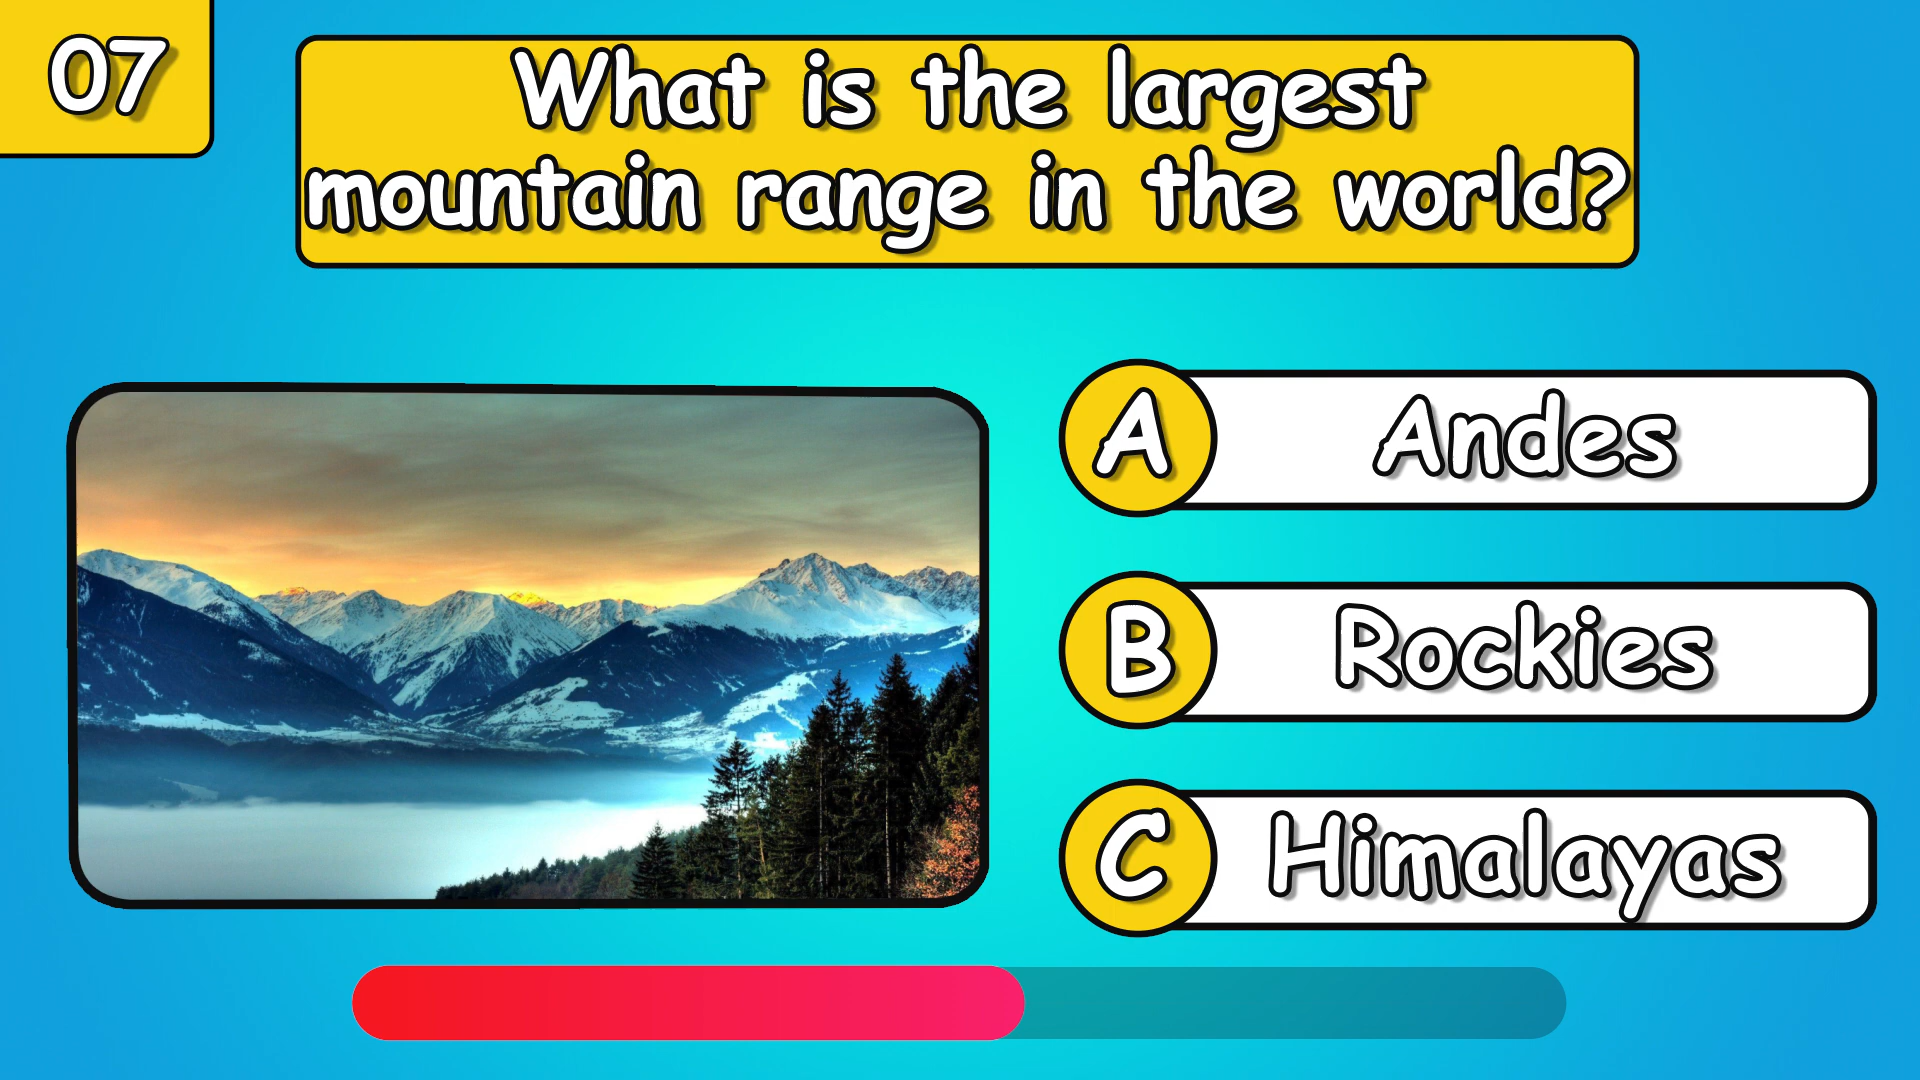 07
What is the largest
mountain range in the world?
A Andes
B Rockies
C Himalayas